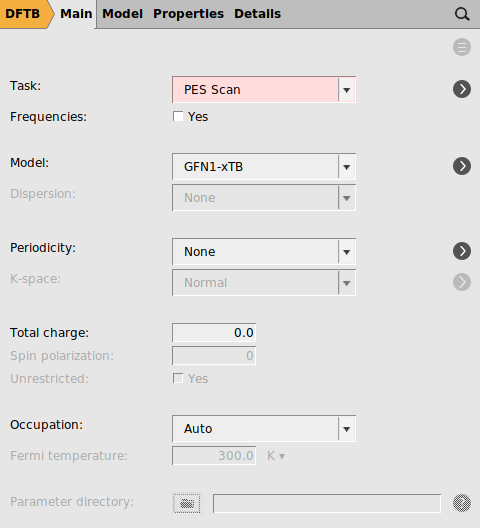 DFTB Main Model Properties Details
Task: PES Scan
Frequencies: Yes
Model: GFN1-xTB
Dispersion: None
Periodicity: None
K-space: Normal
Total charge: 0.0
Spin polarization: 0
Unrestricted: Yes
Occupation: Auto
Fermi temperature: 300.0 K
Parameter directory: ?